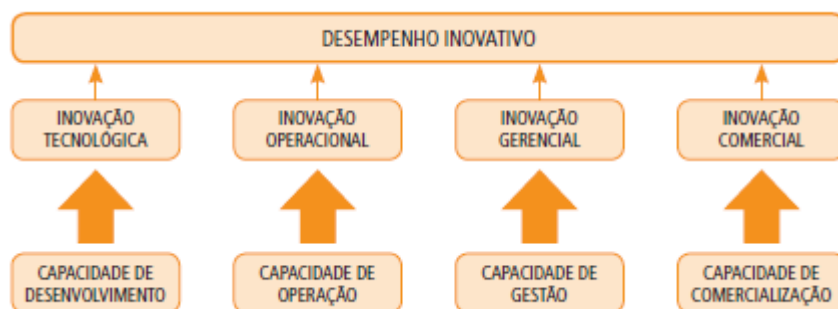 DESEMPENHO INOVATIVO
INOVAÇÃO
TECNOLÓGICA
INOVAÇÃO
OPERACIONAL
INOVAÇÃO
GERENCIAL
INOVAÇÃO
COMERCIAL
CAPACIDADE DE
DESENVOLVIMENTO
CAPACIDADE DE
OPERAÇÃO
CAPACIDADE DE
GESTÃO
CAPACIDADE DE
COMERCIALIZAÇÃO